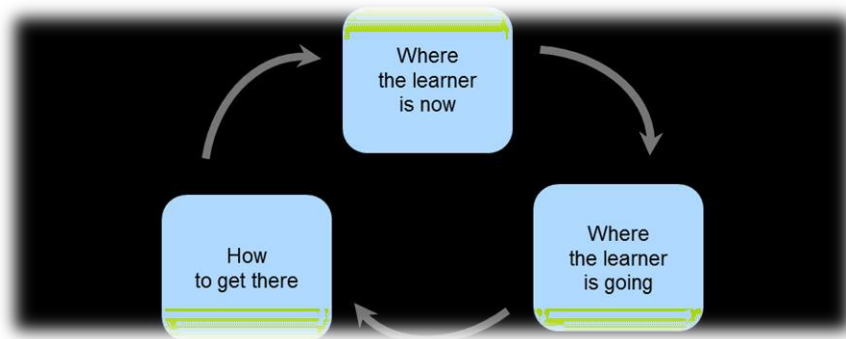 Where
the learner
is now
Where
the learner
is going
How
to get there